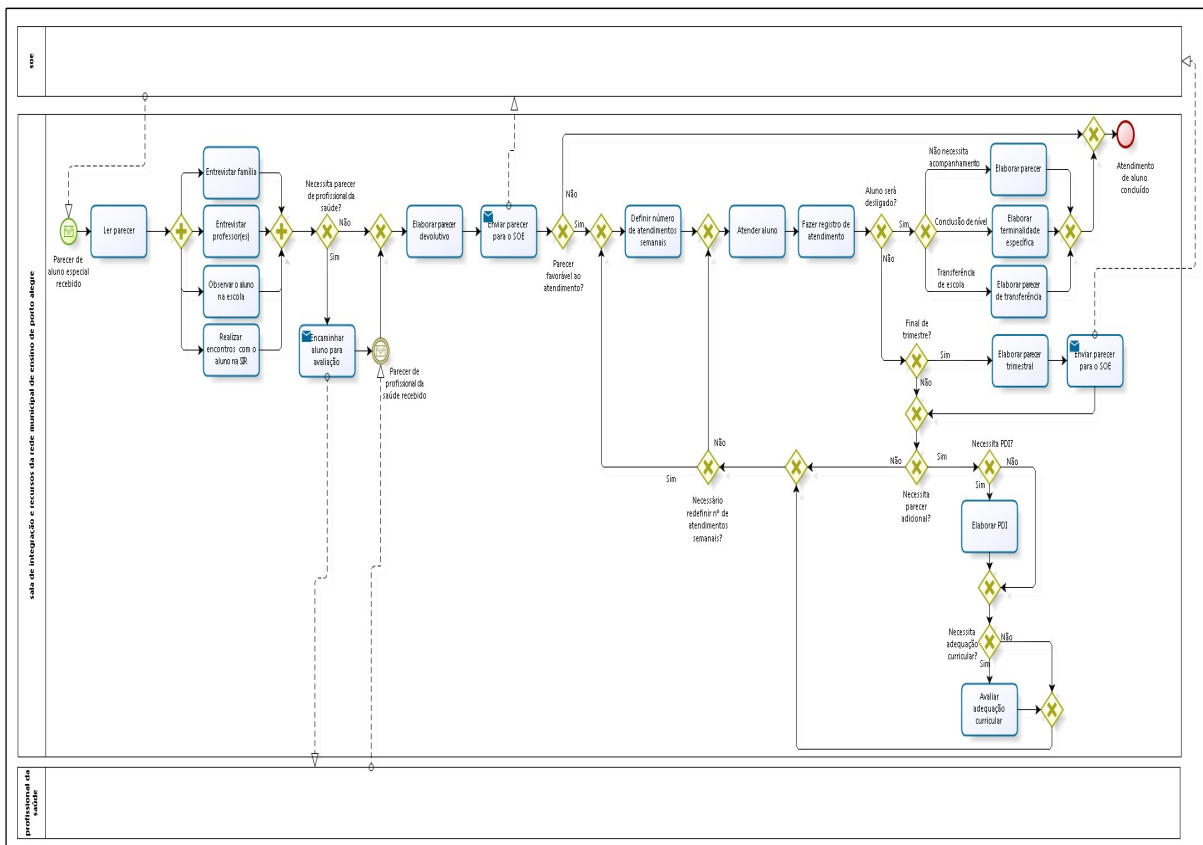 soe
sala de integração e recursos da rede municipal de ensino de porto alegre
Parecer de
aluno especial
recebido
Ler parecer
Entrevistar família
Entrevistar
professor(es)
Observar o aluno
na escola
Realizar
encontros com o
aluno na SIR
Necessita parecer
de profissional da
saúde?
Não
Sim
Encaminhar
aluno para
avaliação
Parecer de
profissional da
saúde recebido
Elaborar parecer
devolutivo
Enviar parecer
para o SOE
Não
Sim
Parecer
favorável ao
atendimento?
Definir número
de atendimentos
semanais
Atender aluno
Fazer registro de
atendimento
Aluno será
desligado?
Sim
Não
Não necessita
acompanhamento
Elaborar parecer
Conclusão de nível
Elaborar
terminalidade
específica
Transferência
de escola
Elaborar parecer
de transferência
Atendimento
de aluno
concluído
Final de
trimestre?
Sim
Não
Elaborar parecer
trimestral
Enviar parecer
para o SOE
Necessita
parecer
adicional?
Não
Sim
Necessita PDI?
Não
Sim
Elaborar PDI
Necessita
adequação
curricular?
Não
Sim
Avaliar
adequação
curricular
Não
Sim
Necessário
redefinir nº de
atendimentos
semanais?
profissional da
saúde